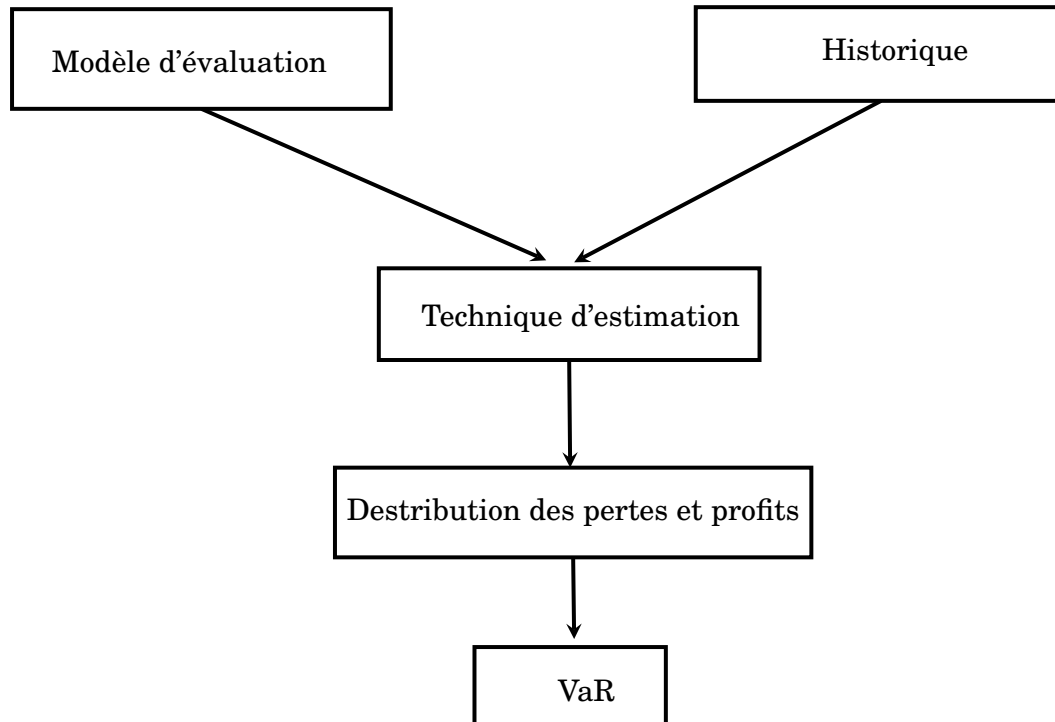 Modèle d'évaluation
Historique
Technique d'estimation
Destribution des pertes et profits
VaR